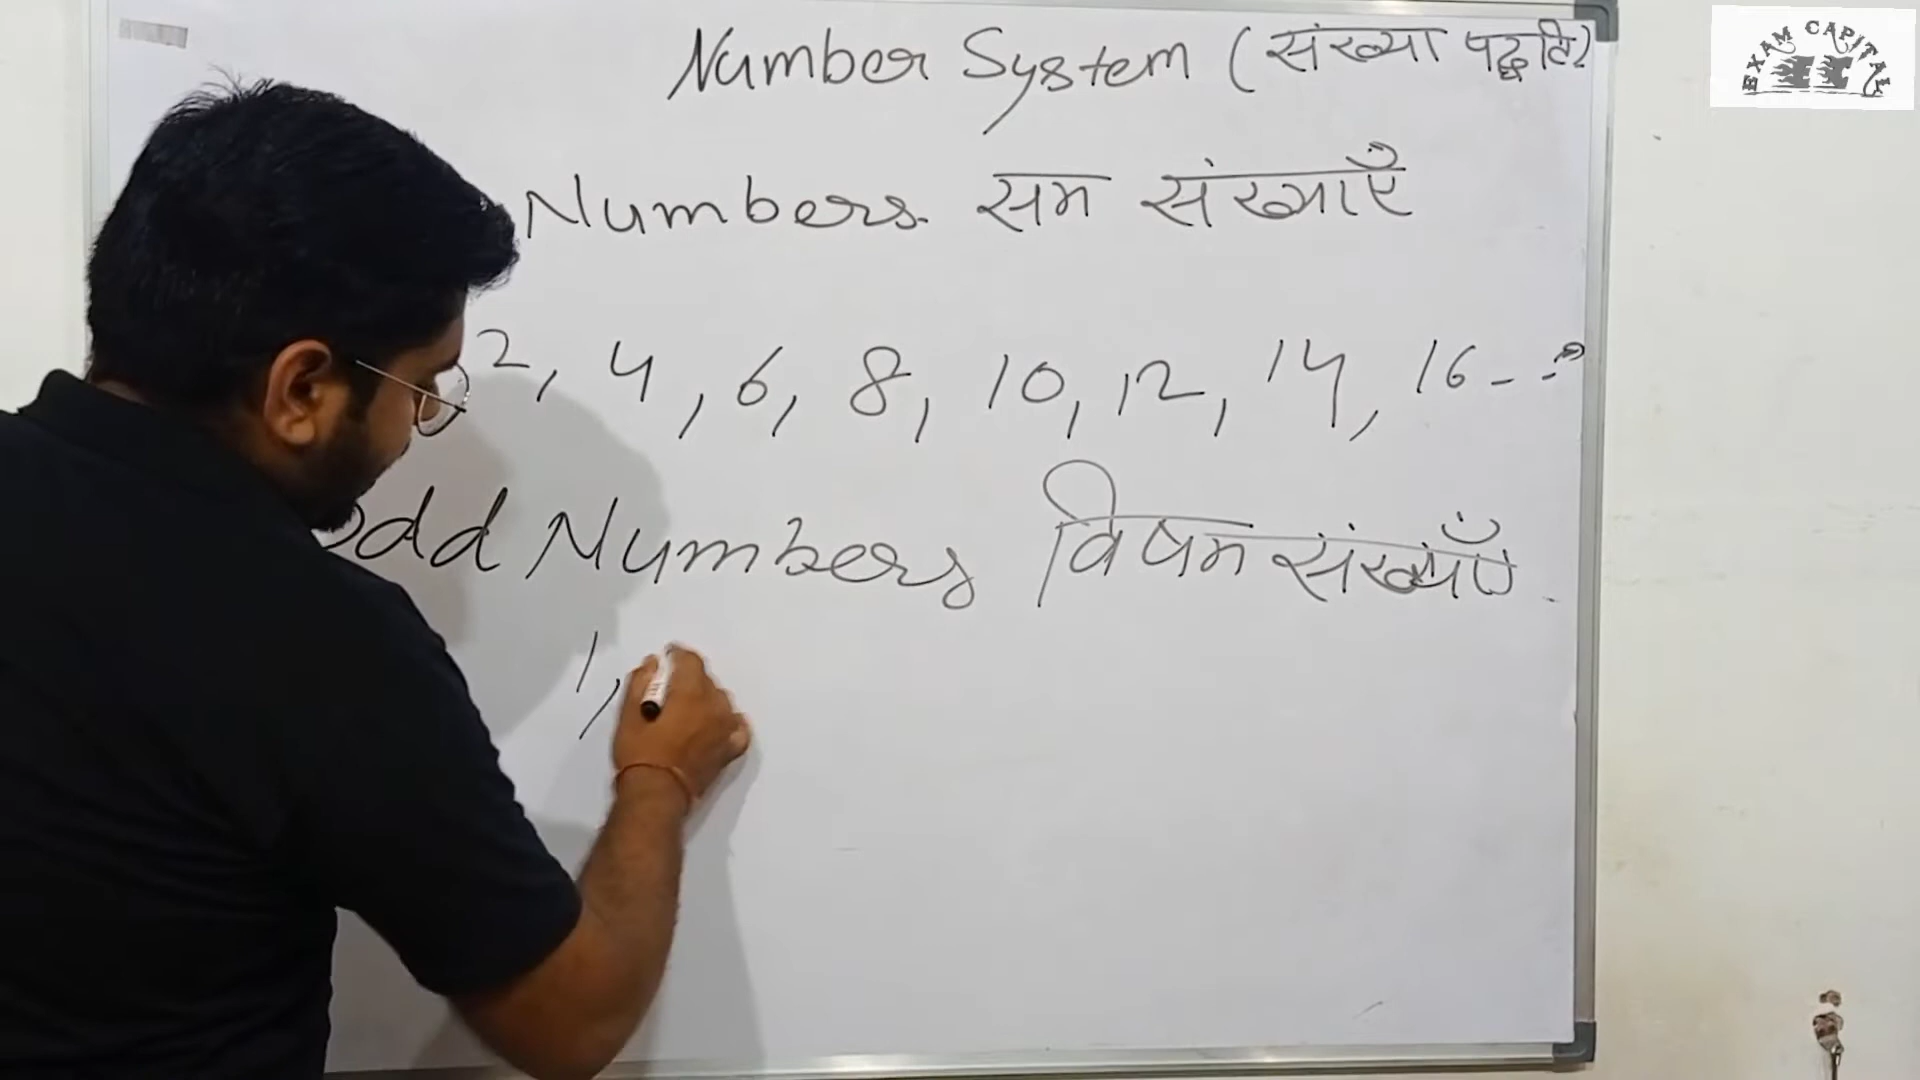 Number System (संख्या पद्धति)
EXAM CAPITAL
Numbers सम संख्याएँ
2, 4, 6, 8, 10, 12, 14, 16 - -
Odd Numbers विषम संख्याएँ
1,